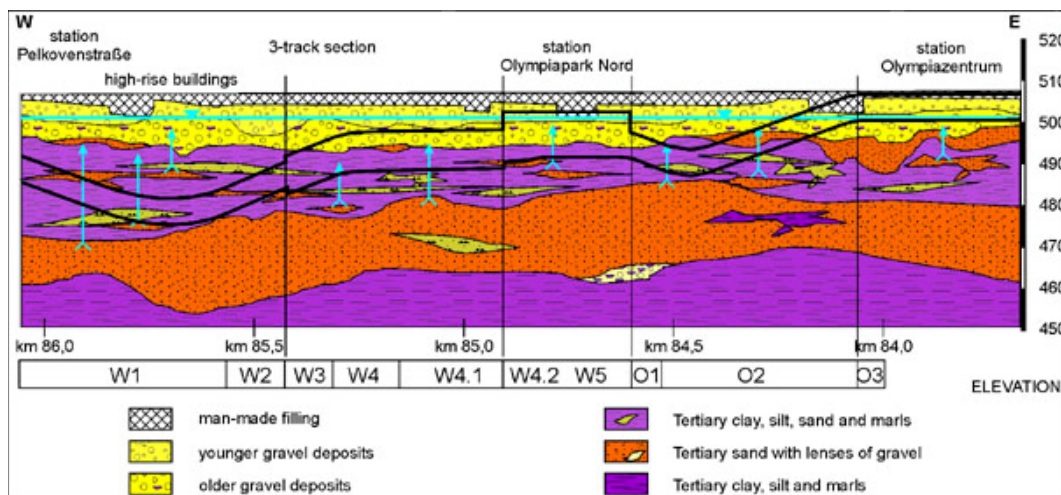 W
E
station
Pelkovenstraße
high-rise buildings
3-track section
station
Olympiapark Nord
station
Olympiazentrum
520
510
500
490
480
470
460
450
km 86,0
km 85,5
km 85,0
km 84,5
km 84,0
W1
W2
W3
W4
W4.1
W4.2
W5
O1
O2
O3
ELEVATION
man-made filling
younger gravel deposits
older gravel deposits
Tertiary clay, silt, sand and marls
Tertiary sand with lenses of gravel
Tertiary clay, silt and marls